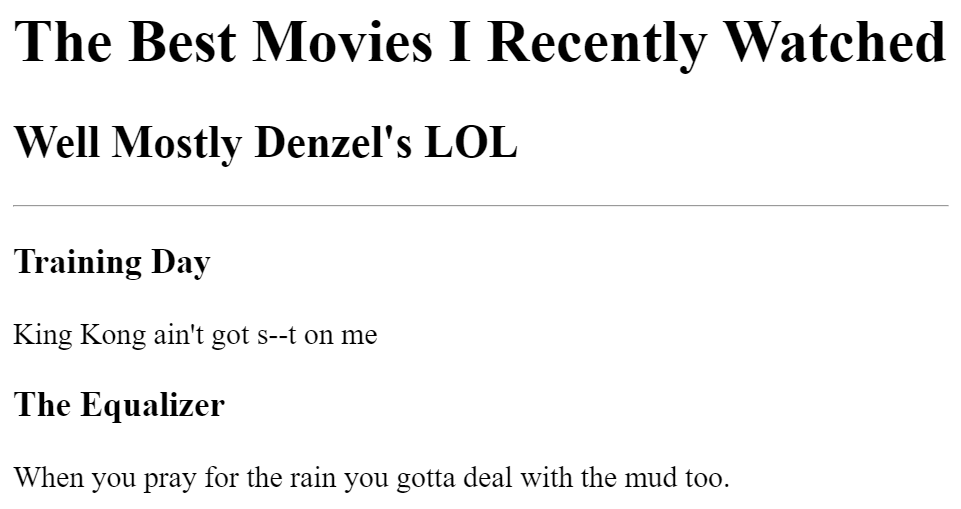 The Best Movies I Recently Watched
Well Mostly Denzel's LOL
Training Day
King Kong ain't got s--t on me
The Equalizer
When you pray for the rain you gotta deal with the mud too.